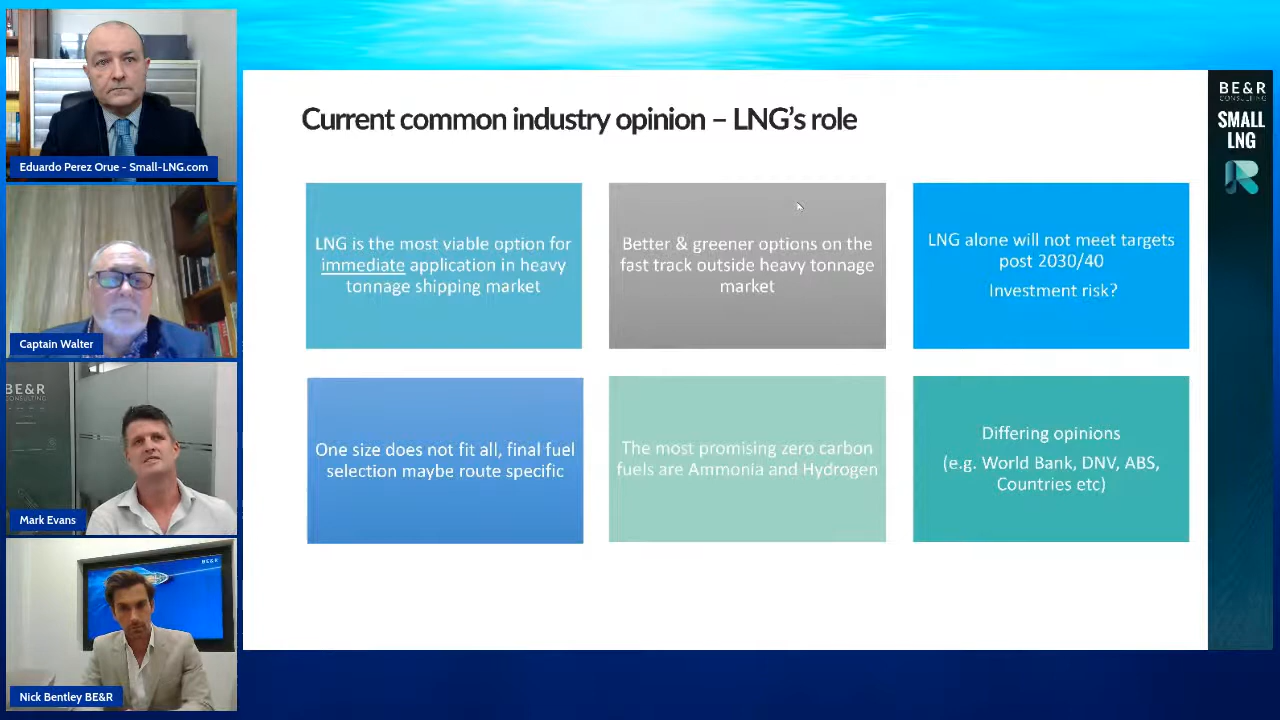 Eduardo Perez Orue - Small-LNG.com
Captain Walter
BE&R
CONSULTING
Mark Evans
BE&R
Nick Bentley BE&R
Current common industry opinion – LNG's role
LNG is the most viable option for
immediate application in heavy
tonnage shipping market
Better & greener options on the
fast track outside heavy tonnage
market
LNG alone will not meet targets
post 2030/40
Investment risk?
One size does not fit all, final fuel
selection maybe route specific
The most promising zero carbon
fuels are Ammonia and Hydrogen
Differing opinions
(e.g. World Bank, DNV, ABS,
Countries etc)
BE&R
CONSULTING
SMALL
LNG